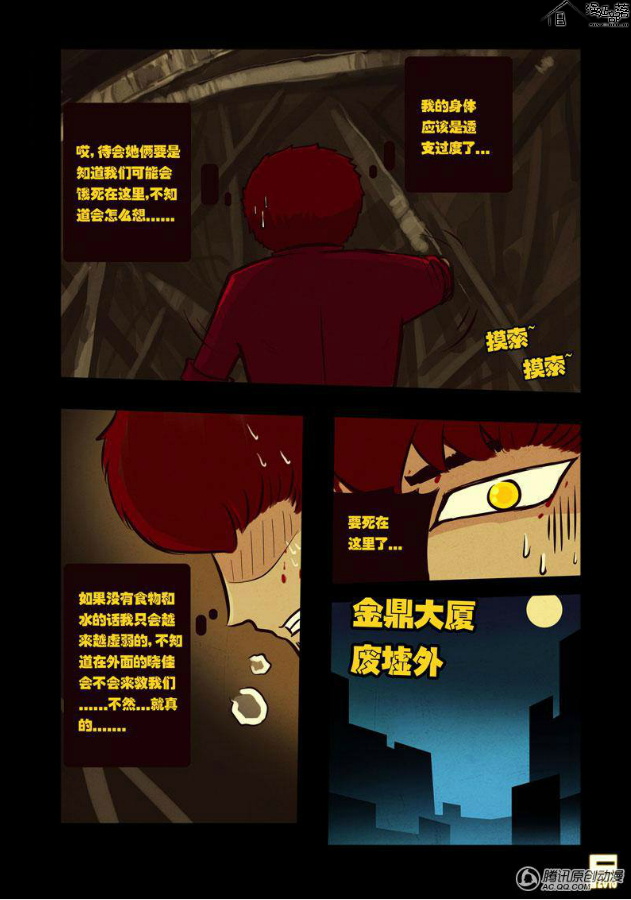 漫画部落
我的身体
应该是透
支过度了...
哎,待会她俩要是
知道我们可能会
饿死在这里,不知
道会怎么想......
摸索~
摸索~
要死在
这里了...
如果没有食物和
水的话我只会越
来越虚弱的,不知
道在外面的晓佳
会不会来救我们
......不然...就真
的.......
金鼎大厦
废墟外
腾讯原创动漫
AC.QQ.COM